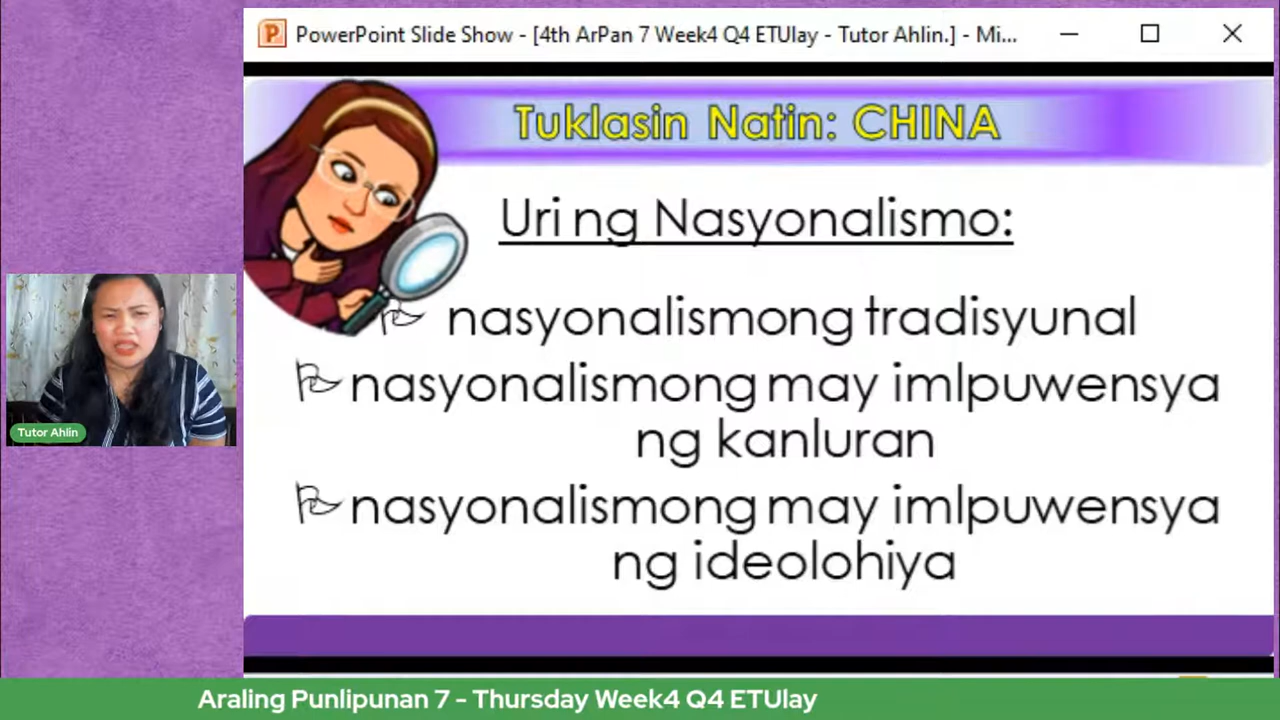 PowerPoint Slide Show - [4th ArPan 7 Week4 Q4 ETUlay - Tutor Ahlin.] - Mi...
Tuklasin Natin: CHINA
Uri ng Nasyonalismo:
nasyonalismong tradisyunal
nasyonalismong may imlpuwensya
ng kanluran
nasyonalismong may imlpuwensya
ng ideolohiya
Tutor Ahlin
Araling Punlipunan 7 - Thursday Week4 Q4 ETUlay